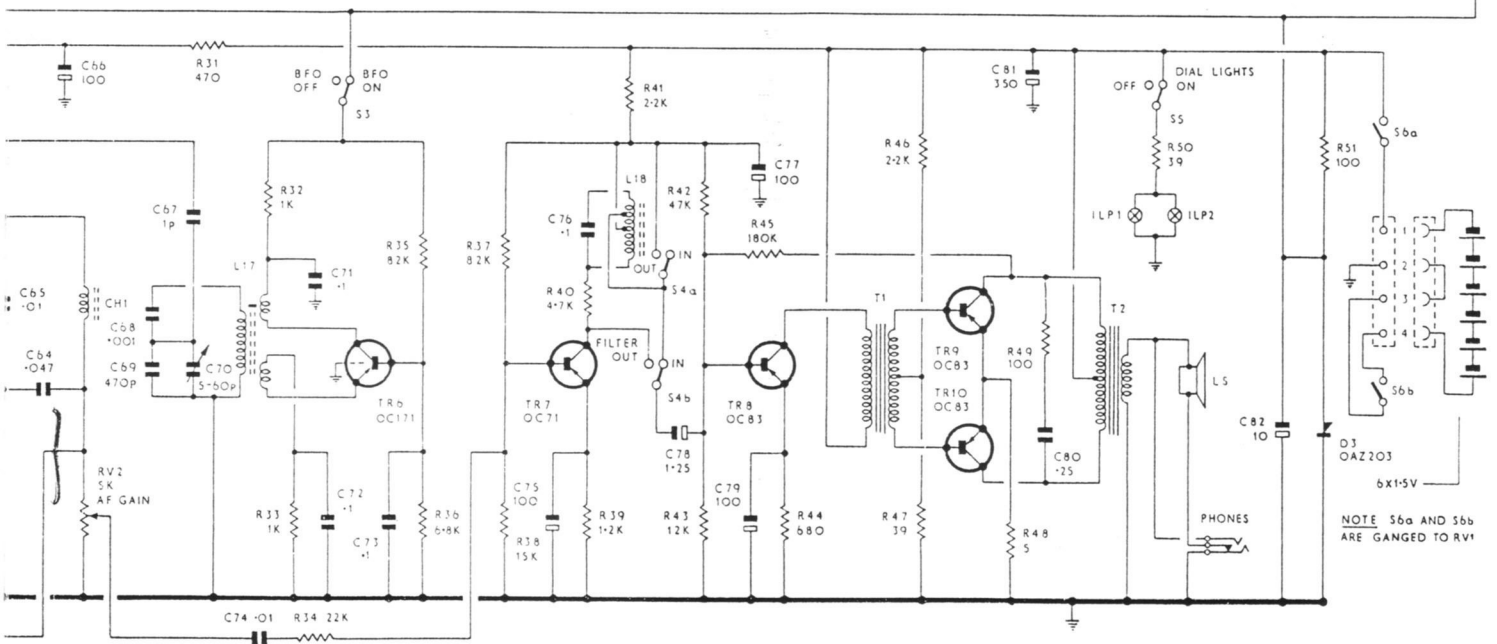 C66
100
R31
470
BFO
OFF
BFO
ON
S3
R41
2·2K
C81
350
DIAL LIGHTS
OFF
ON
S5
R50
39
ILP1
ILP2
R51
100
S6a
C67
1p
R32
1K
R35
82K
R37
82K
C76
·1
L18
R42
47K
C77
100
R45
180K
R46
2·2K
OUT
IN
S4a
R40
4·7K
L17
C71
·1
C65
·01
CH1
C68
·001
C69
470p
C70
5-60p
C64
·047
TR6
OC171
TR7
OC71
FILTER
OUT
IN
S4b
C78
1·25
TR8
OC83
T1
TR9
OC83
TR10
OC83
R49
100
C80
·25
T2
LS
1
2
3
4
S6b
C82
10
D3
OAZ203
6X1·5V
NOTE S6a AND S6b
ARE GANGED TO RV1
RV2
5K
AF GAIN
R33
1K
C72
·1
C73
·1
R36
6·8K
C75
100
R38
15K
R39
1·2K
R43
12K
C79
100
R44
680
R47
39
R48
5
PHONES
C74 ·01
R34 22K